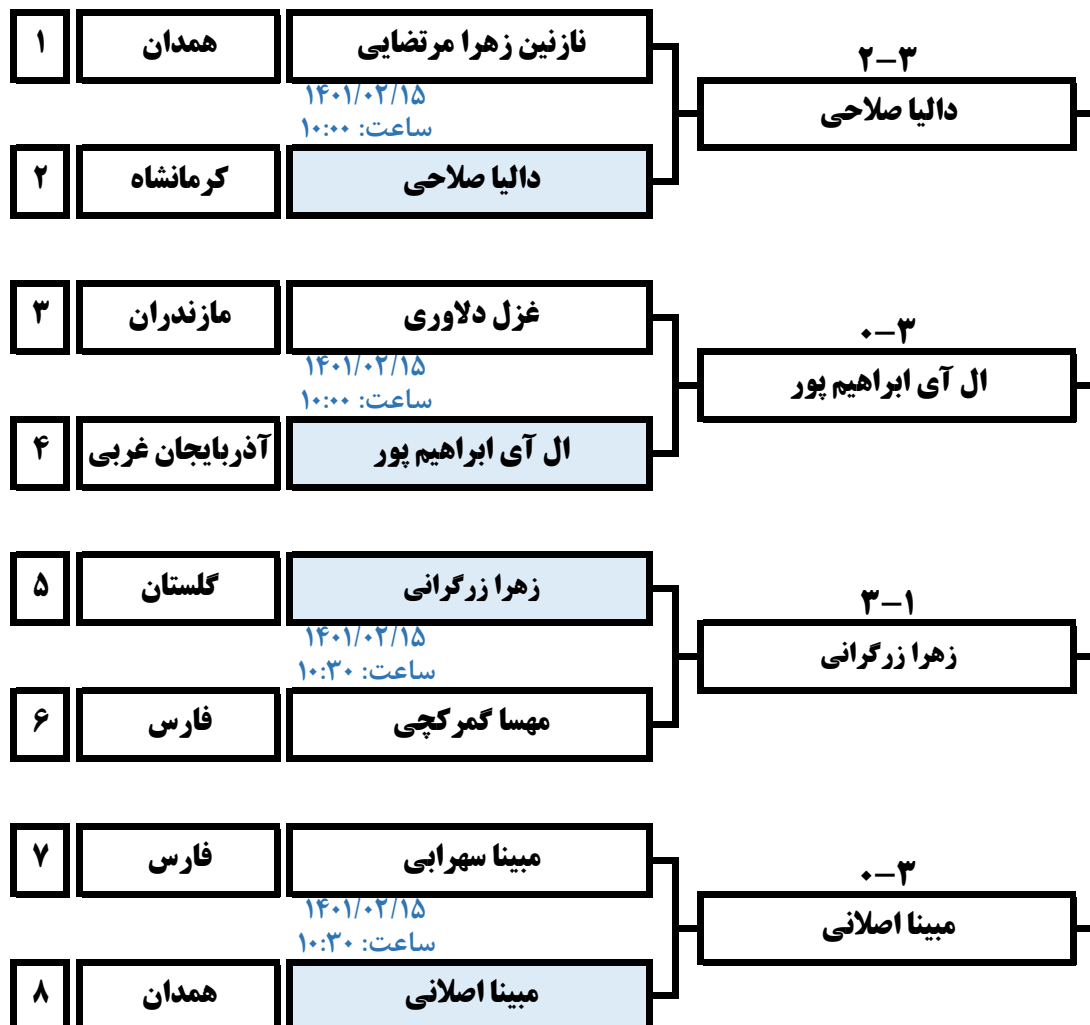 ۱ همدان نازنین زهرا مرتضایی
۱۴۰۱/۰۲/۱۵
ساعت: ۱۰:۰۰
۲-۳
دالیا صلاحی
۲ کرمانشاه دالیا صلاحی
۳ مازندران غزل دلاوری
۱۴۰۱/۰۲/۱۵
ساعت: ۱۰:۰۰
۰-۳
ال آی ابراهیم پور
۴ آذربایجان غربی ال آی ابراهیم پور
۵ گلستان زهرا زرگرانی
۱۴۰۱/۰۲/۱۵
ساعت: ۱۰:۳۰
۳-۱
زهرا زرگرانی
۶ فارس مهسا گمرکچی
۷ فارس مبینا سهرابی
۱۴۰۱/۰۲/۱۵
ساعت: ۱۰:۳۰
۰-۳
مبینا اصلانی
۸ همدان مبینا اصلانی